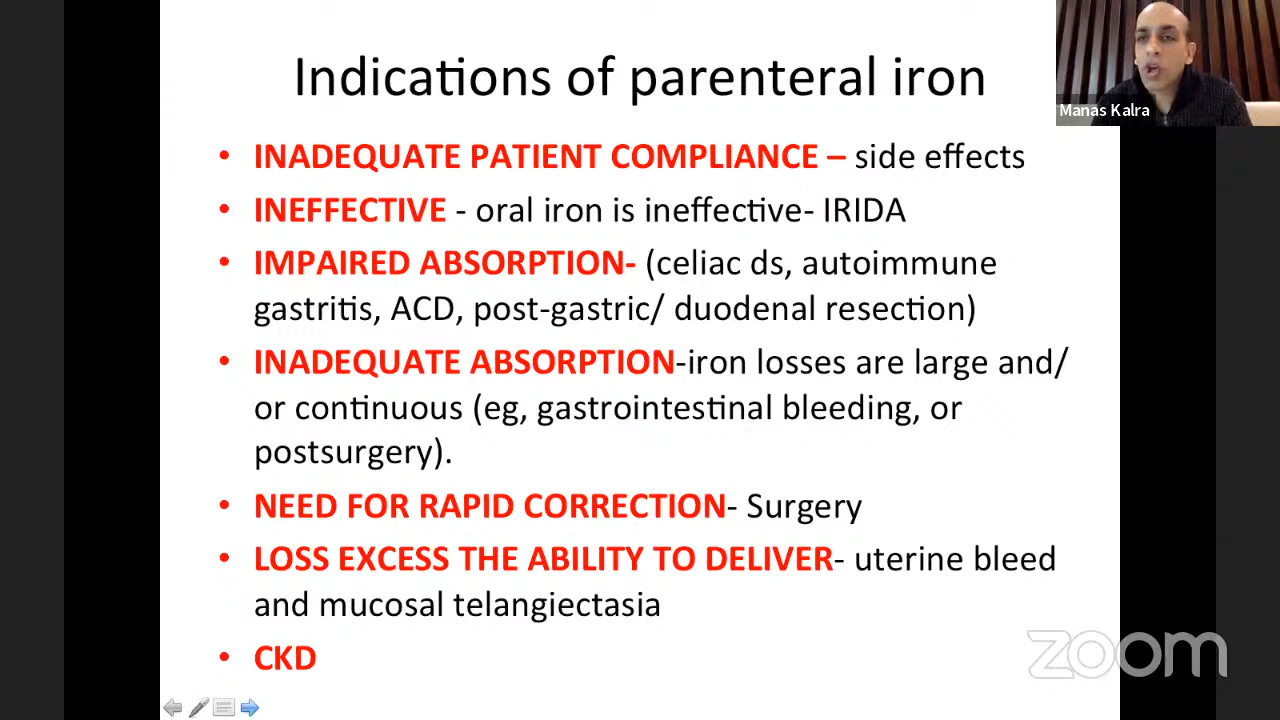 Indications of parenteral iron
Manas Kalra
• INADEQUATE PATIENT COMPLIANCE – side effects
• INEFFECTIVE - oral iron is ineffective- IRIDA
• IMPAIRED ABSORPTION- (celiac ds, autoimmune
gastritis, ACD, post-gastric/ duodenal resection)
• INADEQUATE ABSORPTION-iron losses are large and/
or continuous (eg, gastrointestinal bleeding, or
postsurgery).
• NEED FOR RAPID CORRECTION- Surgery
• LOSS EXCESS THE ABILITY TO DELIVER- uterine bleed
and mucosal telangiectasia
• CKD
zoom